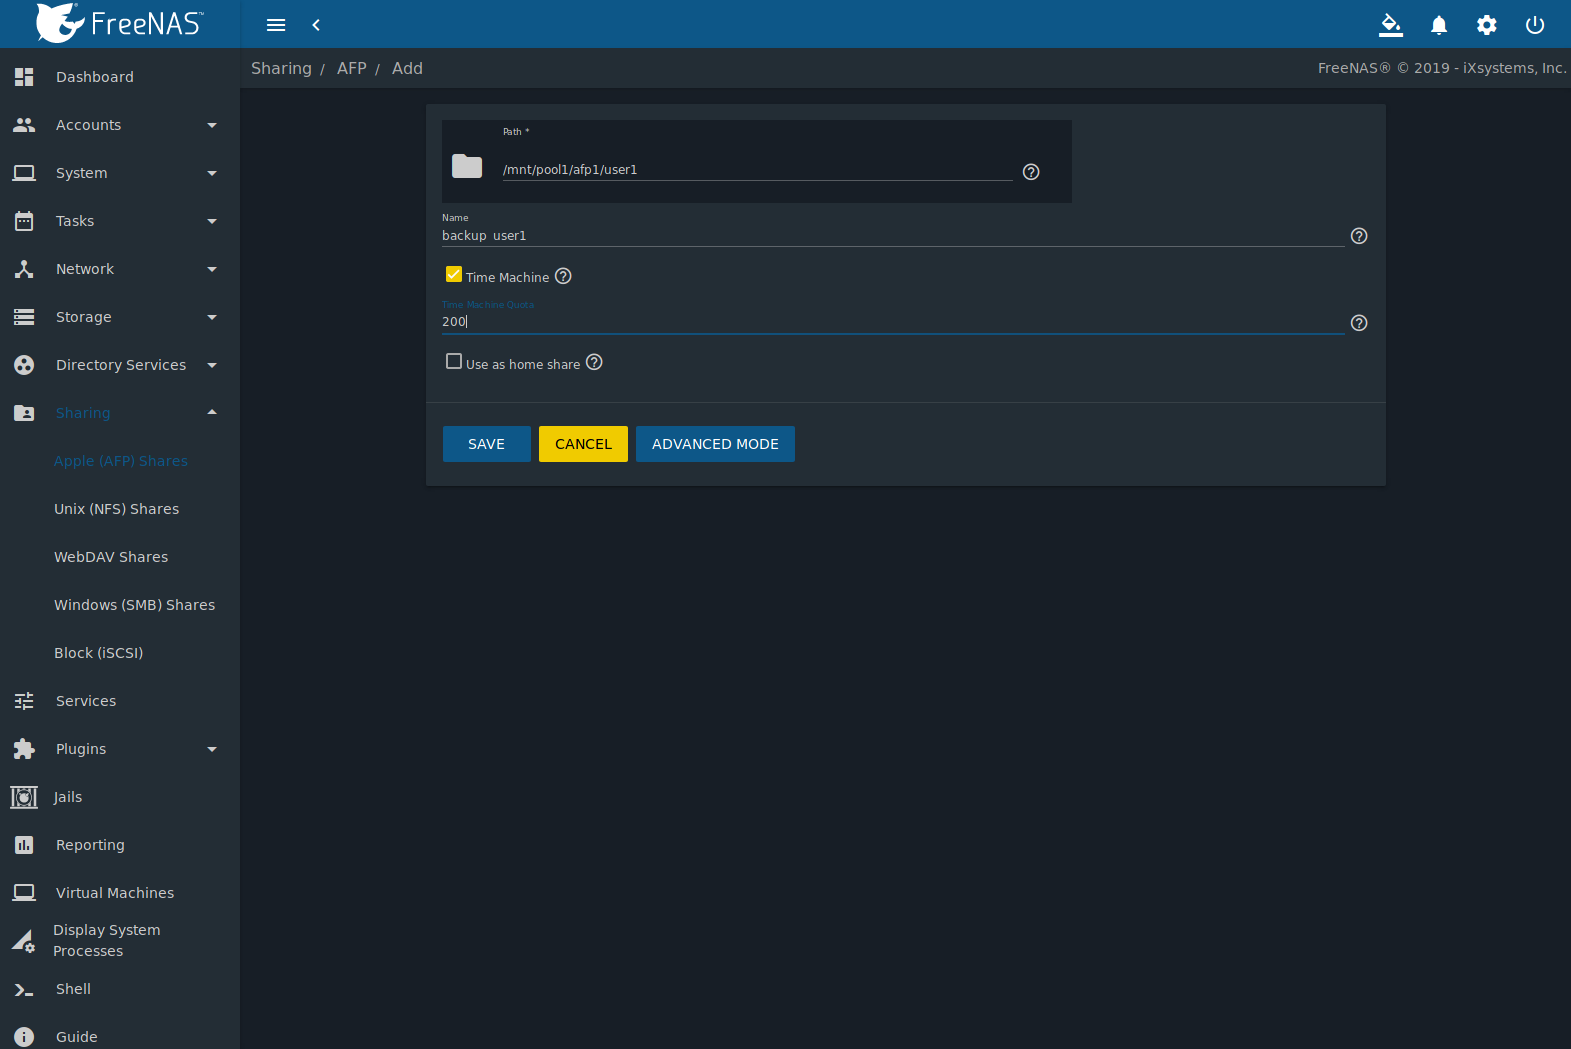 FreeNAS™
Sharing / AFP / Add
FreeNAS® © 2019 - iXsystems, Inc.
Dashboard
Accounts
System
Tasks
Network
Storage
Directory Services
Sharing
Apple (AFP) Shares
Unix (NFS) Shares
WebDAV Shares
Windows (SMB) Shares
Block (iSCSI)
Services
Plugins
Jails
Reporting
Virtual Machines
Display System
Processes
Shell
Guide
Path *
/mnt/pool1/afp1/user1
Name
backup_user1
Time Machine
Time Machine Quota
200
Use as home share
SAVE
CANCEL
ADVANCED MODE